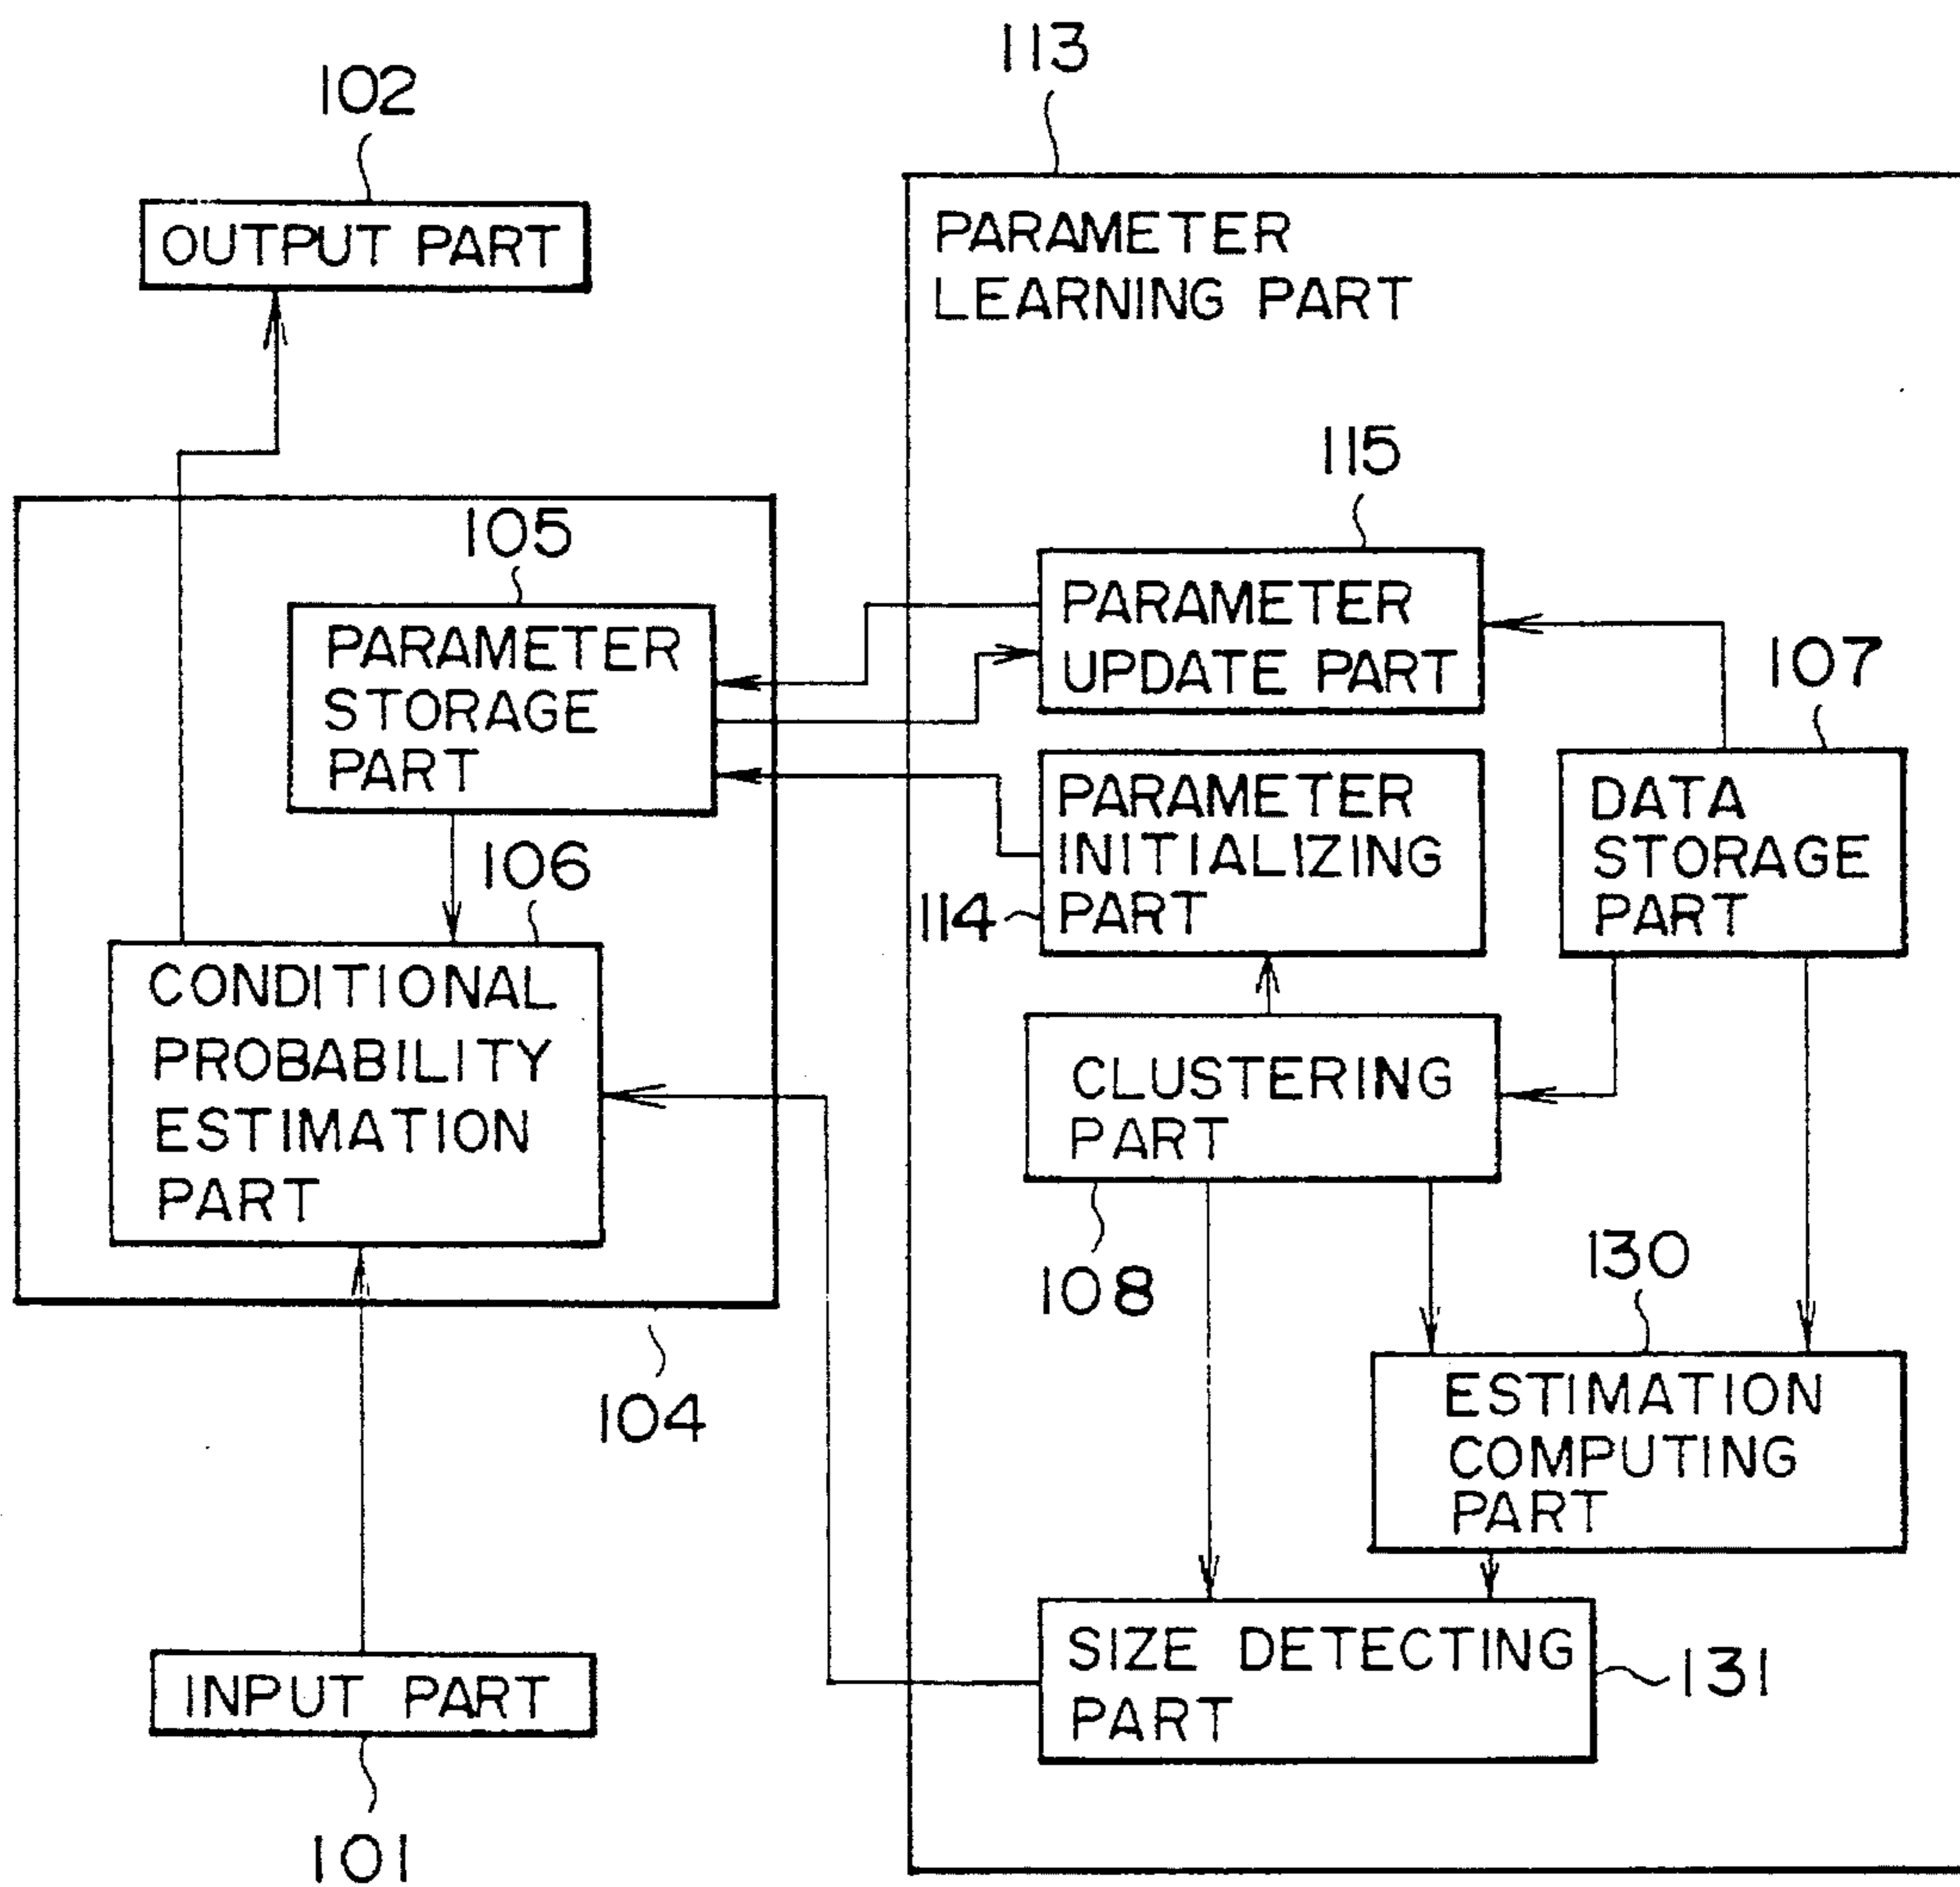 113
102
OUTPUT PART
PARAMETER
LEARNING PART
115
105
PARAMETER
STORAGE
PART
PARAMETER
UPDATE PART
107
106
PARAMETER
INITIALIZING
PART
114
DATA
STORAGE
PART
CONDITIONAL
PROBABILITY
ESTIMATION
PART
CLUSTERING
PART
108
130
104
ESTIMATION
COMPUTING
PART
SIZE DETECTING
PART
131
INPUT PART
101